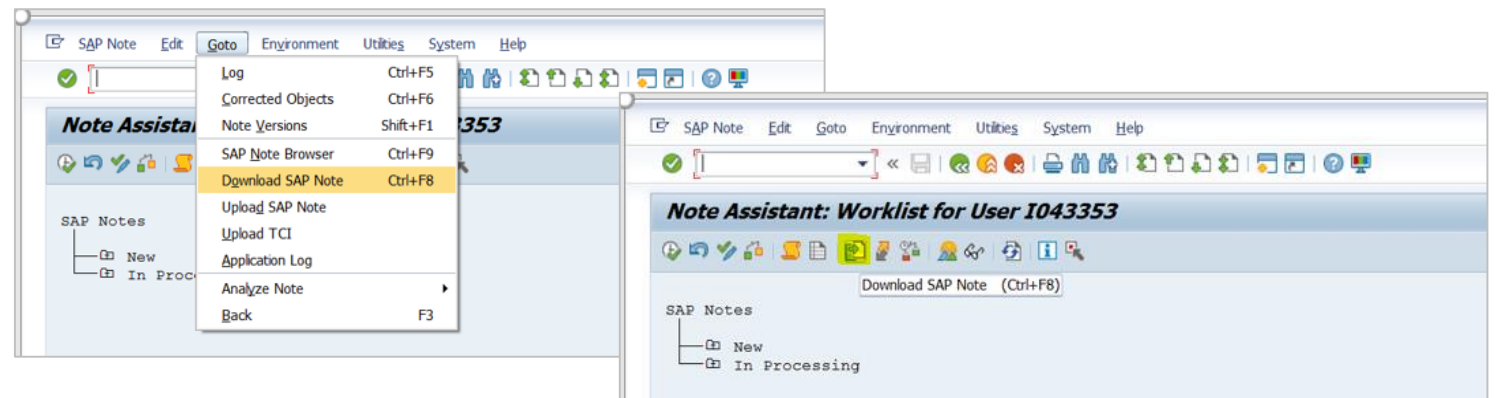 SAP Note Edit Goto Environment Utilities System Help
Log Ctrl+F5
Corrected Objects Ctrl+F6
Note Versions Shift+F1
SAP Note Browser Ctrl+F9
Download SAP Note Ctrl+F8
Upload SAP Note
Upload TCI
Application Log
Analyze Note
Back F3
Note Assista 353
SAP Notes
New
In Proc
SAP Note Edit Goto Environment Utilities System Help
Note Assistant: Worklist for User I043353
Download SAP Note (Ctrl+F8)
SAP Notes
New
In Processing